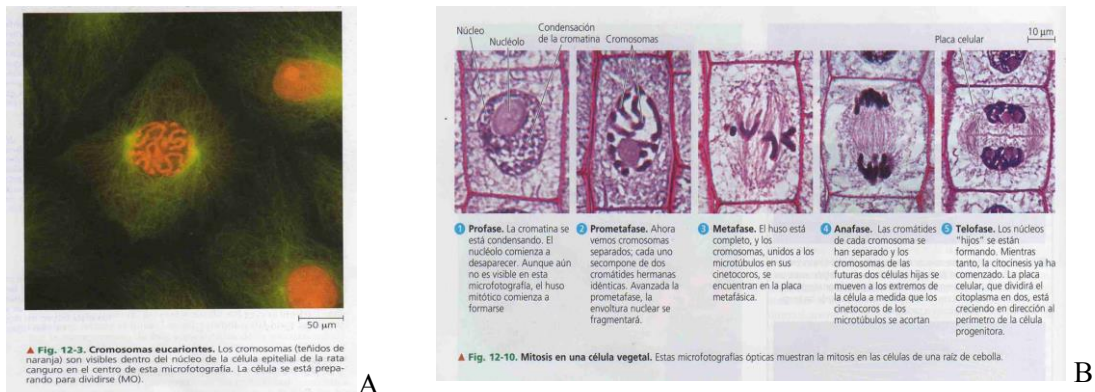 50 µm
▲ Fig. 12-3. Cromosomas eucariontes. Los cromosomas (teñidos de
naranja) son visibles dentro del núcleo de la célula epitelial de la rata
canguro en el centro de esta microfotografía. La célula se está prepa-
rando para dividirse (MO).
A
Núcleo
Nucléolo
Condensación
de la cromatina
Cromosomas
Placa celular
10 µm
1 Profase. La cromatina se
está condensando. El
nucléolo comienza a
desaparecer. Aunque aún
no es visible en esta
microfotografía, el huso
mitótico comienza a
formarse
2 Prometafase. Ahora
vemos cromosomas
separados; cada uno
secompone de dos
cromátides hermanas
idénticas. Avanzada la
prometafase, la
envoltura nuclear se
fragmentará.
3 Metafase. El huso está
completo, y los
cromosomas, unidos a los
microtúbulos en sus
cinetocoros, se
encuentran en la placa
metafásica.
4 Anafase. Las cromátides
de cada cromosoma se
han separado y los
cromosomas de las
futuras dos células hijas se
mueven a los extremos de
la célula a medida que los
cinetocoros de los
microtúbulos se acortan
5 Telofase. Los núcleos
"hijos" se están
formando. Mientras
tanto, la citocinesis ya ha
comenzado. La placa
celular, que dividirá el
citoplasma en dos, está
creciendo en dirección al
perímetro de la célula
progenitora.
▲ Fig. 12-10. Mitosis en una célula vegetal. Estas microfotografías ópticas muestran la mitosis en las células de una raíz de cebolla.
B